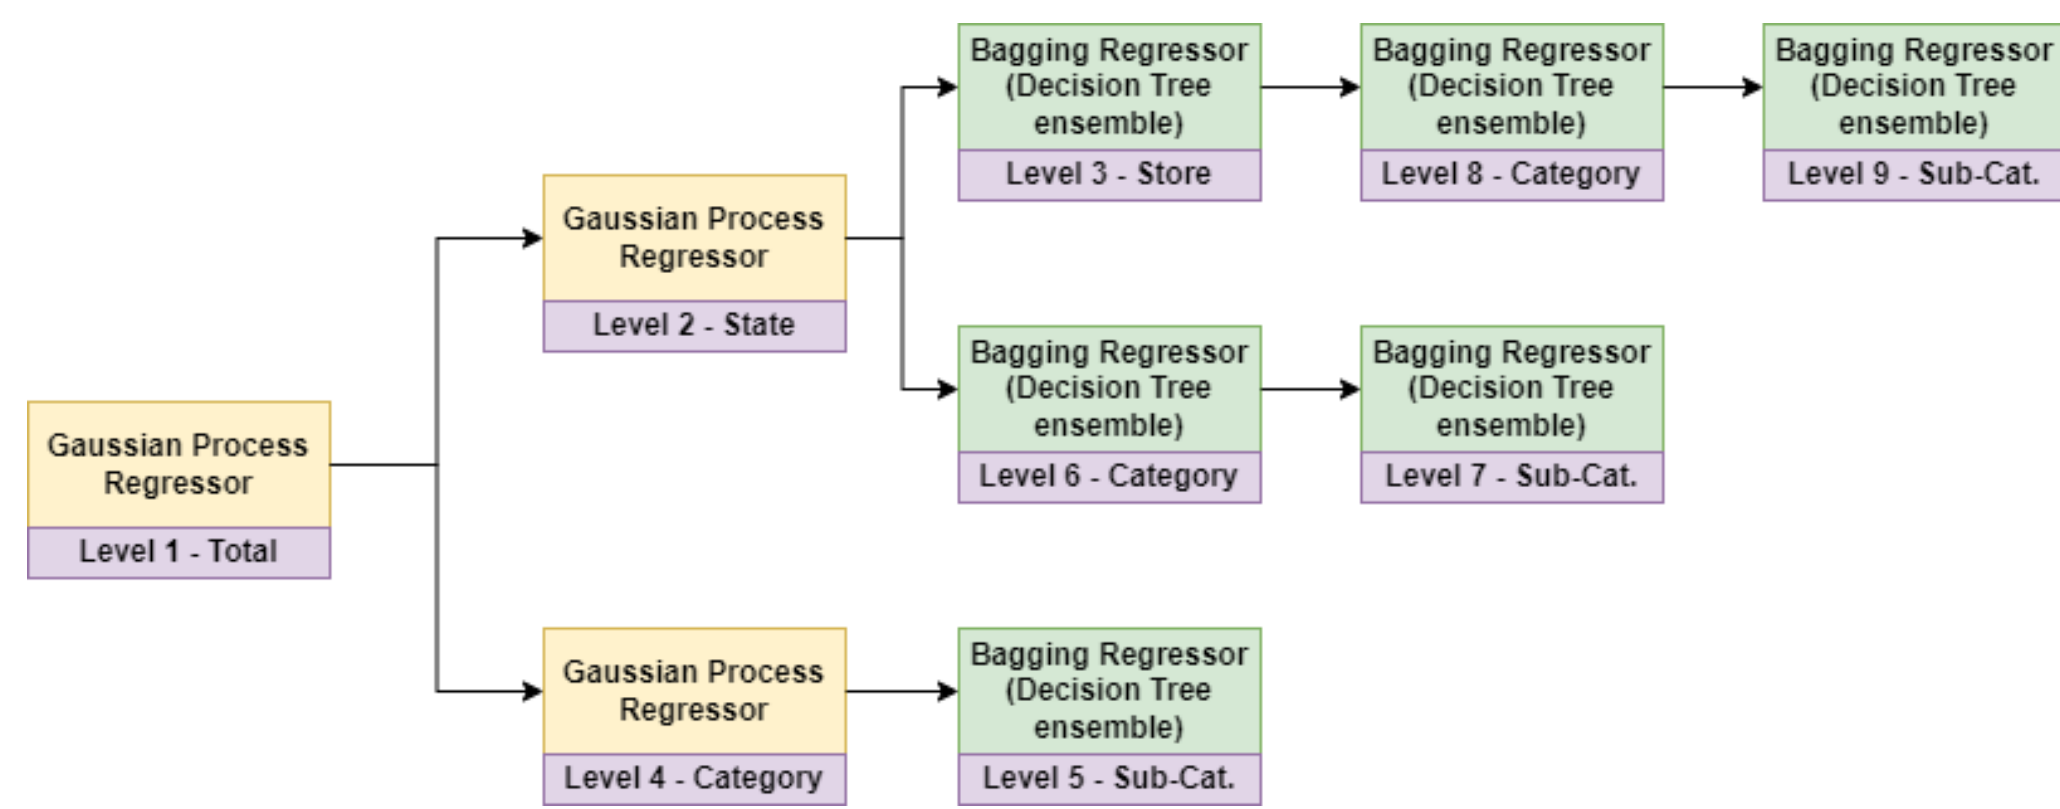 Bagging Regressor
(Decision Tree
ensemble)
Level 3 - Store
Bagging Regressor
(Decision Tree
ensemble)
Level 8 - Category
Bagging Regressor
(Decision Tree
ensemble)
Level 9 - Sub-Cat.
Gaussian Process
Regressor
Level 2 - State
Bagging Regressor
(Decision Tree
ensemble)
Level 6 - Category
Bagging Regressor
(Decision Tree
ensemble)
Level 7 - Sub-Cat.
Gaussian Process
Regressor
Level 1 - Total
Gaussian Process
Regressor
Level 4 - Category
Bagging Regressor
(Decision Tree
ensemble)
Level 5 - Sub-Cat.